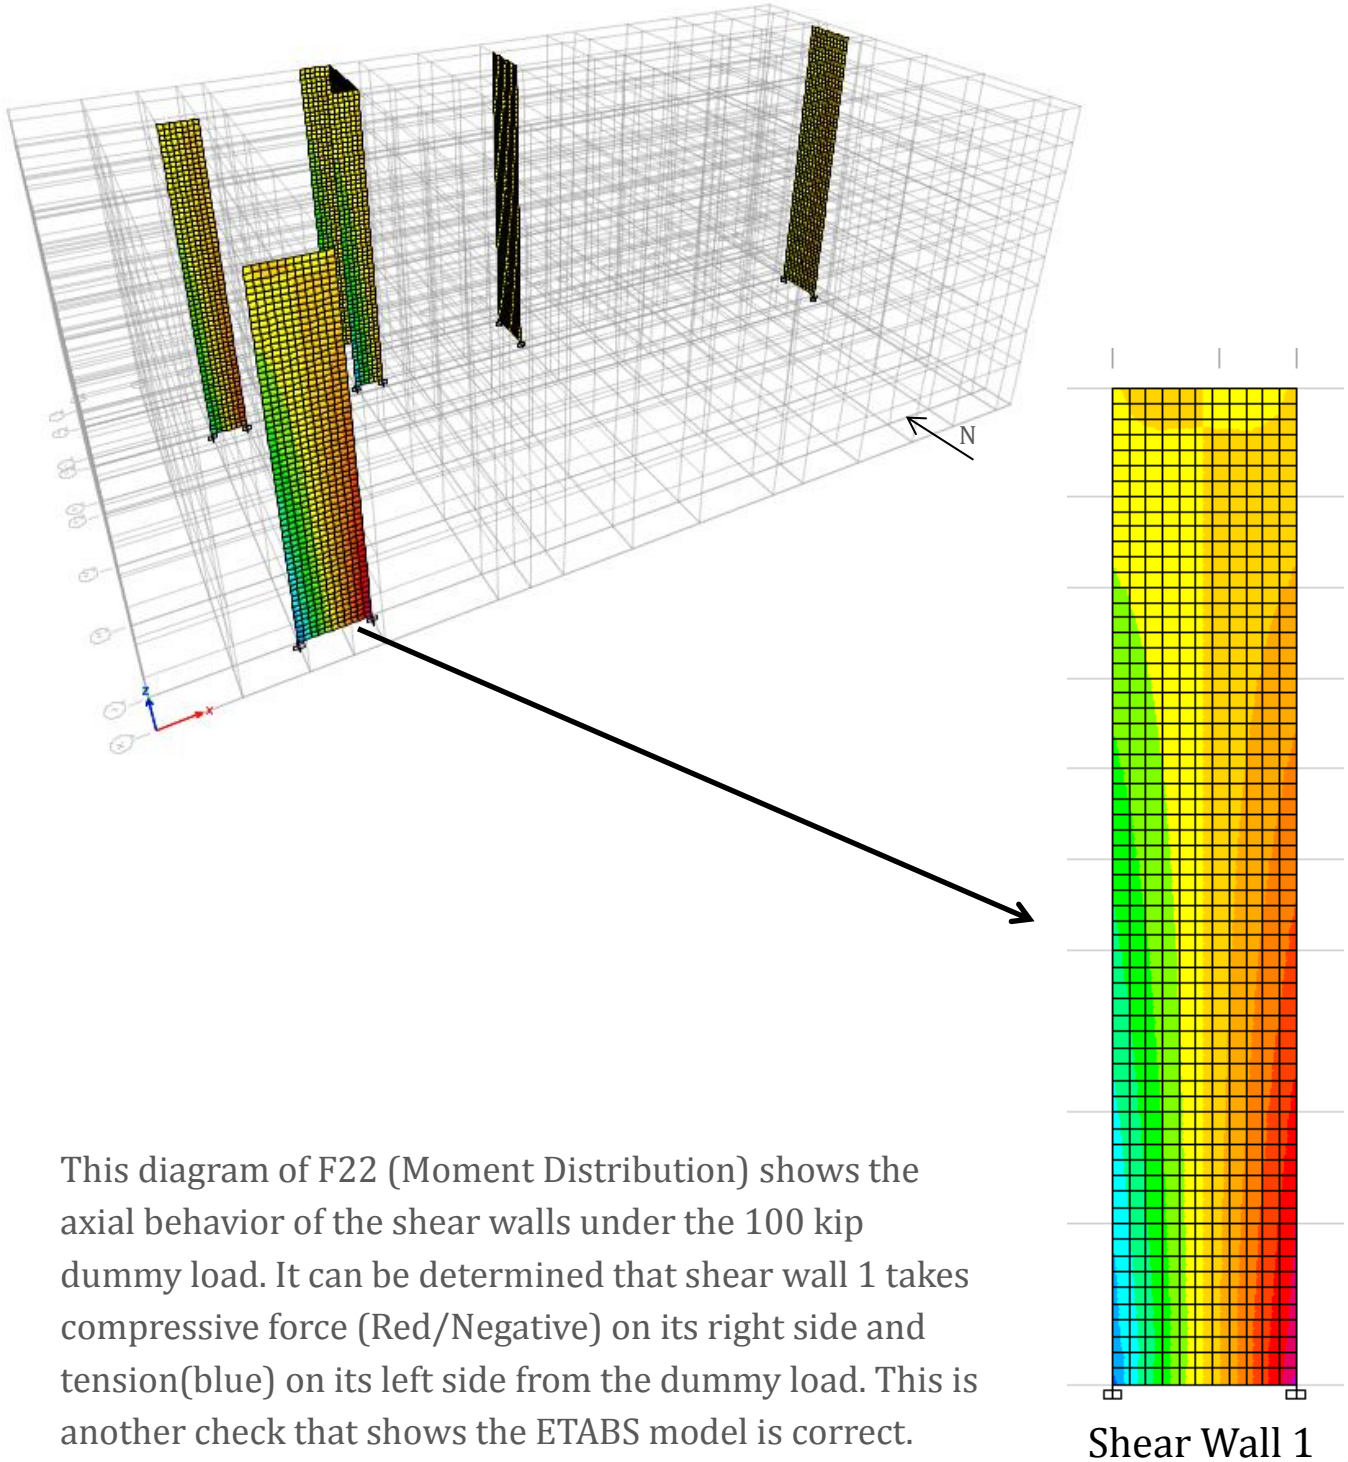 N
z
x
This diagram of F22 (Moment Distribution) shows the
axial behavior of the shear walls under the 100 kip
dummy load. It can be determined that shear wall 1 takes
compressive force (Red/Negative) on its right side and
tension(blue) on its left side from the dummy load. This is
another check that shows the ETABS model is correct.
Shear Wall 1